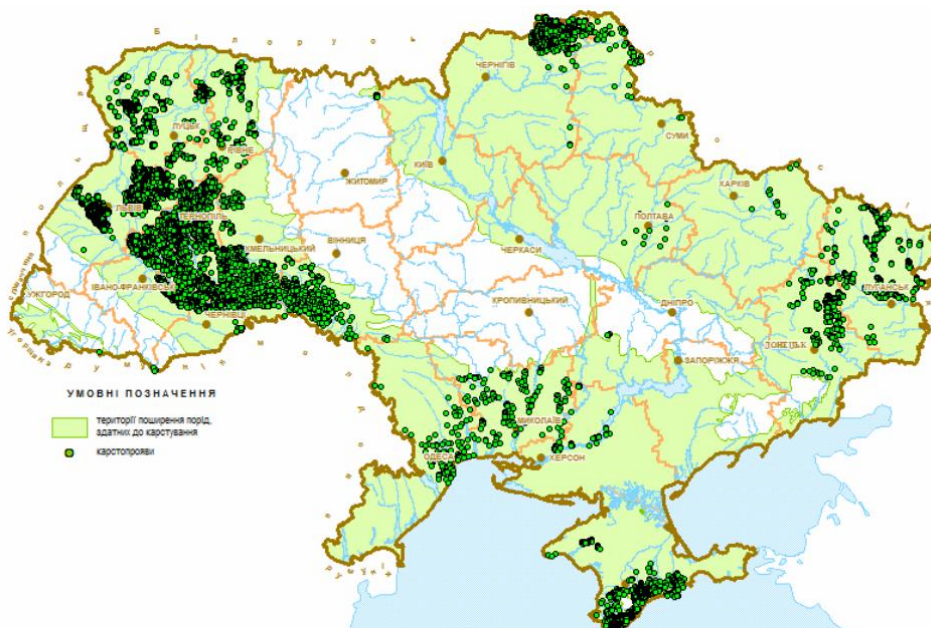 Білорусь
ЧЕРНІГІВ
ЛУЦЬК
РІВНЕ
СУМИ
КИЇВ
ЖИТОМИР
ХАРКІВ
ЛЬВІВ
ТЕРНОПІЛЬ
ПОЛТАВА
ХМЕЛЬНИЦЬКИЙ
ВІННИЦЯ
ЧЕРКАСИ
ІВАНО-ФРАНКІВСЬК
УЖГОРОД
ЛУГАНСЬК
КРОПИВНИЦЬКИЙ
ДНІПРО
ЧЕРНІВЦІ
ДОНЕЦЬК
ЗАПОРІЖЖЯ
УМОВНІ ПОЗНАЧЕННЯ
території поширення порід,
здатних до карстування
карстопрояви
МИКОЛАЇВ
ОДЕСА
ХЕРСОН